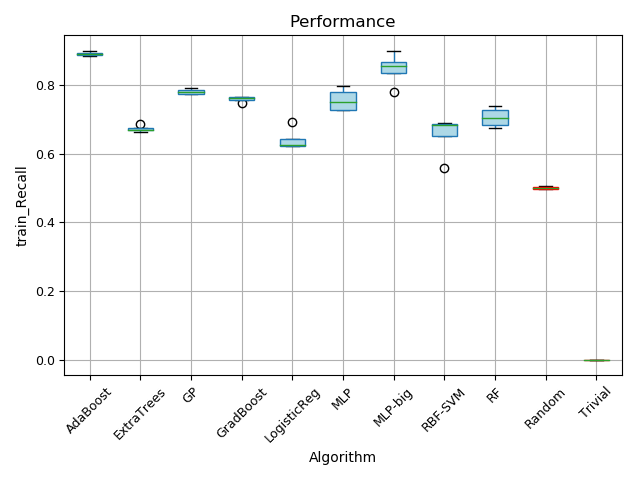 Performance
train_Recall
0.8
0.6
0.4
0.2
0.0
AdaBoost
ExtraTrees
GP
GradBoost
LogisticReg
MLP
MLP-big
RBF-SVM
RF
Random
Trivial
Algorithm